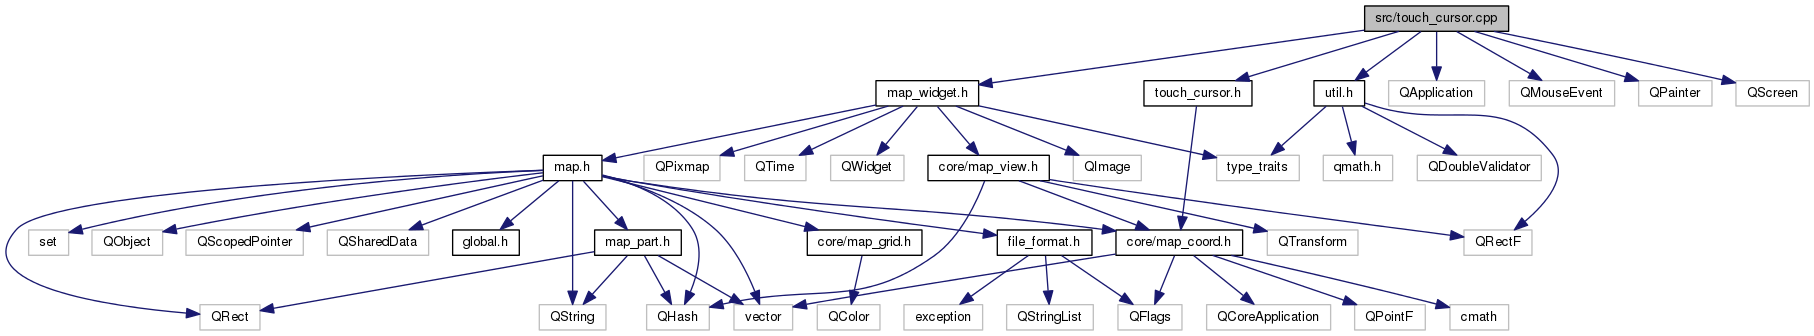 src/touch_cursor.cpp
map_widget.h
touch_cursor.h
util.h
QApplication
QMouseEvent
QPainter
QScreen
map.h
QPixmap
QTime
QWidget
core/map_view.h
QImage
type_traits
qmath.h
QDoubleValidator
set
QObject
QScopedPointer
QSharedData
global.h
map_part.h
core/map_grid.h
file_format.h
core/map_coord.h
QTransform
QRectF
QRect
QString
QHash
vector
QColor
exception
QStringList
QFlags
QCoreApplication
QPointF
cmath